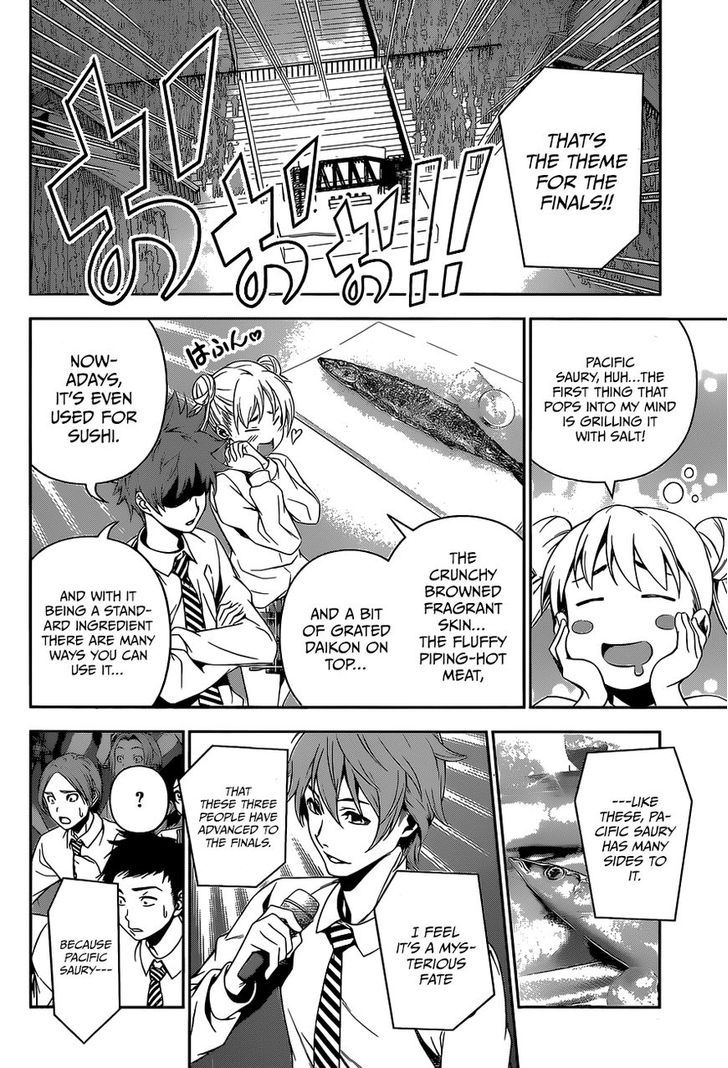 THAT'S
THE THEME
FOR THE
FINALS!!
おおお!!
PACIFIC
SAURY, HUH...THE
FIRST THING THAT
POPS INTO MY MIND
IS GRILLING IT
WITH SALT!
THE
CRUNCHY
BROWNED
FRAGRANT
SKIN...
THE FLUFFY
PIPING-HOT
MEAT,
AND A BIT
OF GRATED
DAIKON ON
TOP...
はふん♡
NOW-
ADAYS,
IT'S EVEN
USED FOR
SUSHI.
AND WITH IT
BEING A STAND-
ARD INGREDIENT
THERE ARE MANY
WAYS YOU CAN
USE IT...
---LIKE
THESE, PA-
CIFIC SAURY
HAS MANY
SIDES TO
IT.
I FEEL
IT'S A MYS-
TERIOUS
FATE
THAT
THESE THREE
PEOPLE HAVE
ADVANCED TO
THE FINALS.
?
BECAUSE
PACIFIC
SAURY---